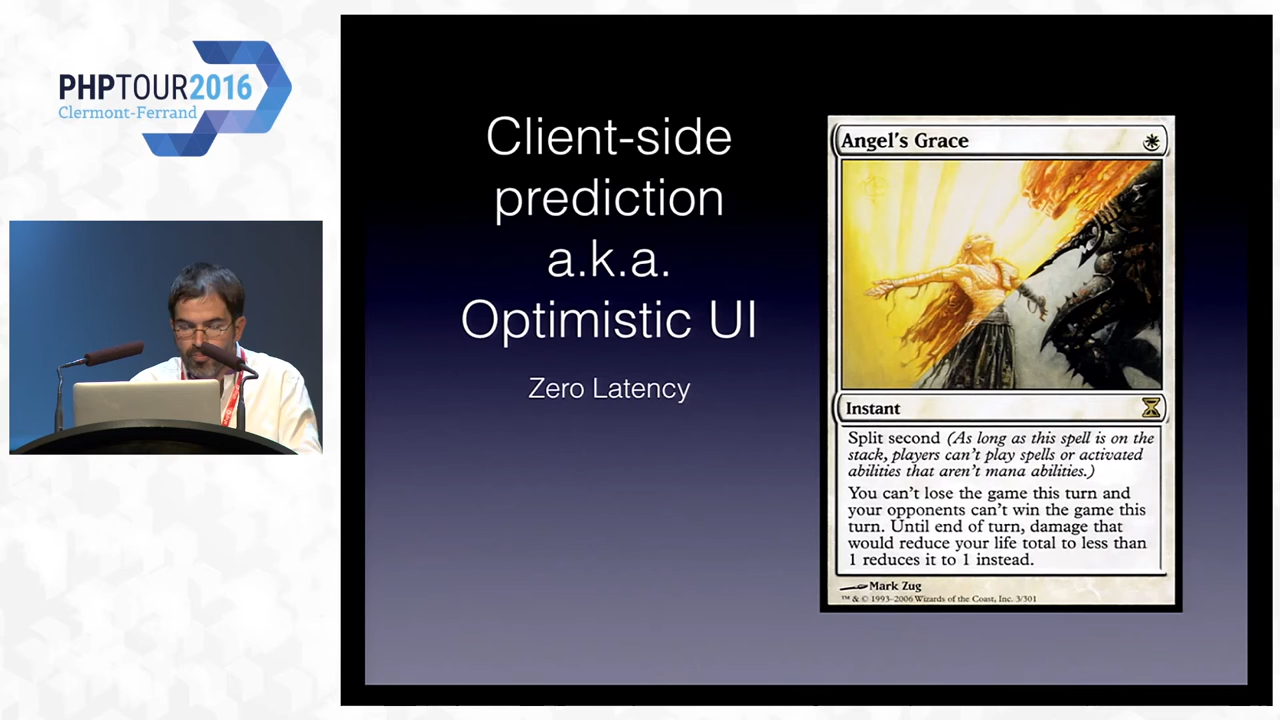 PHPTOUR2016
Clermont-Ferrand
Client-side
prediction
a.k.a.
Optimistic UI
Zero Latency
Angel's Grace
Instant
Split second (As long as this spell is on the
stack, players can't play spells or activated
abilities that aren't mana abilities.)
You can't lose the game this turn and
your opponents can't win the game this
turn. Until end of turn, damage that
would reduce your life total to less than
1 reduces it to 1 instead.
Mark Zug
™ & © 1993–2006 Wizards of the Coast, Inc. 3/301